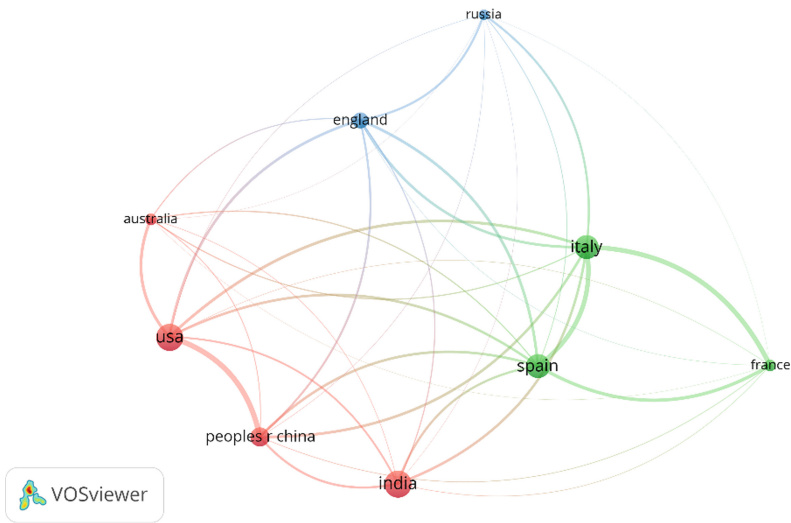 russia
england
australia
italy
usa
spain
france
peoples r china
india
VOSviewer